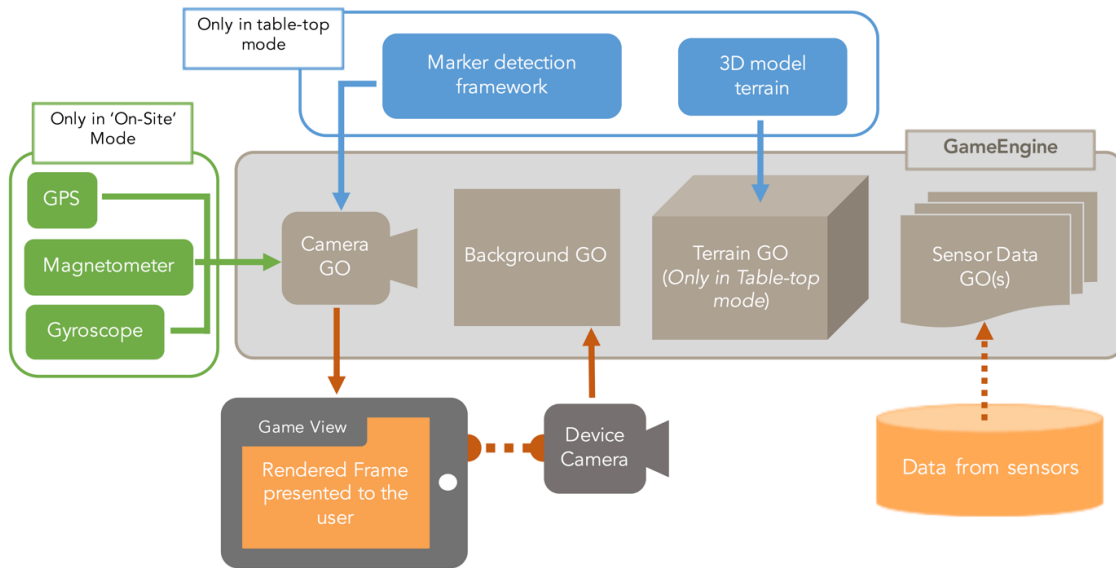 Only in table-top
mode
Marker detection
framework
3D model
terrain
Only in ‘On-Site’
Mode
GameEngine
GPS
Magnetometer
Gyroscope
Camera
GO
Background GO
Terrain GO
(Only in Table-top
mode)
Sensor Data
GO(s)
Game View
Rendered Frame
presented to the
user
Device
Camera
Data from sensors